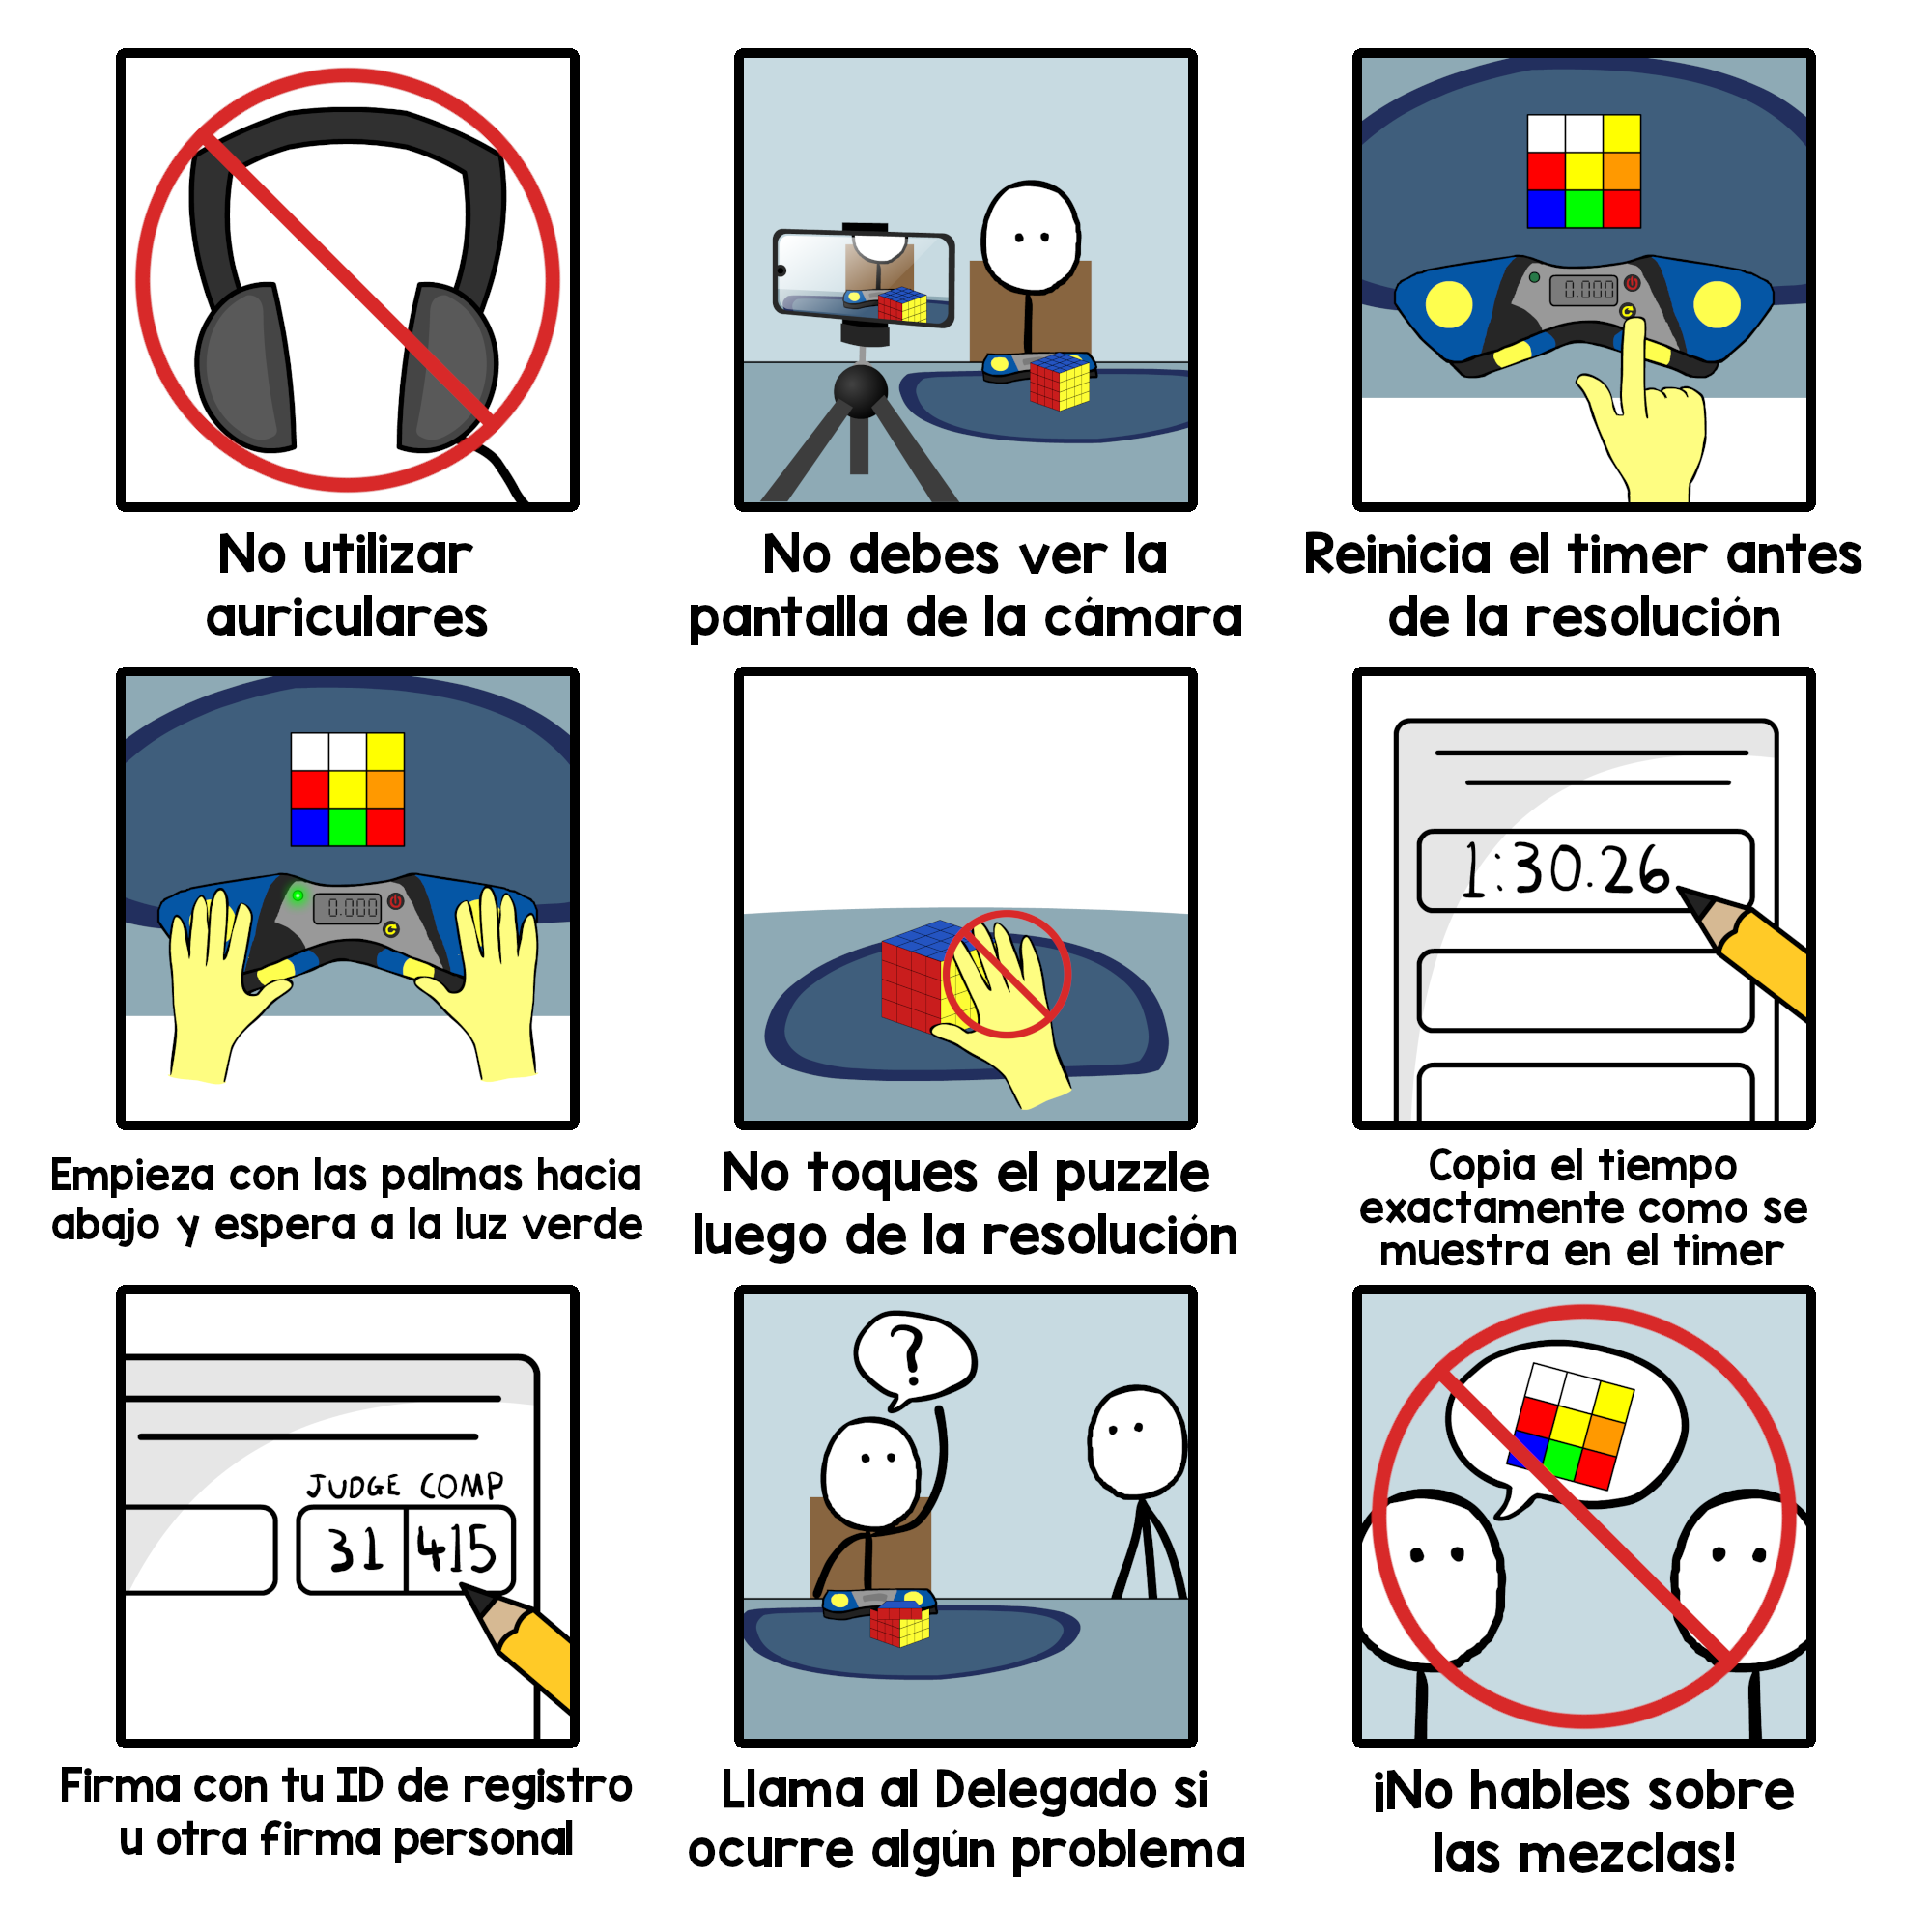 No utilizar
auriculares
No debes ver la
pantalla de la cámara
0.000
Reinicia el timer antes
de la resolución
0.000
Empieza con las palmas hacia
abajo y espera a la luz verde
No toques el puzzle
luego de la resolución
1:30.26
Copia el tiempo
exactamente como se
muestra en el timer
JUDGE COMP
31 415
Firma con tu ID de registro
u otra firma personal
?
Llama al Delegado si
ocurre algún problema
¡No hables sobre
las mezclas!